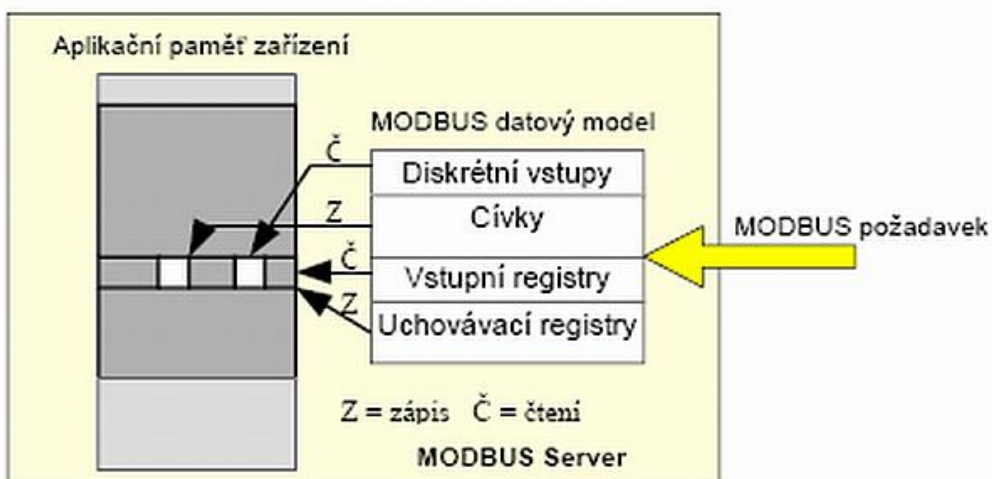 Aplikační paměť zařízení
MODBUS datový model
Č
Diskrétní vstupy
Z
Cívky
MODBUS požadavek
Č
Vstupní registry
Z
Uchovávací registry
Z = zápis Č = čtení
MODBUS Server